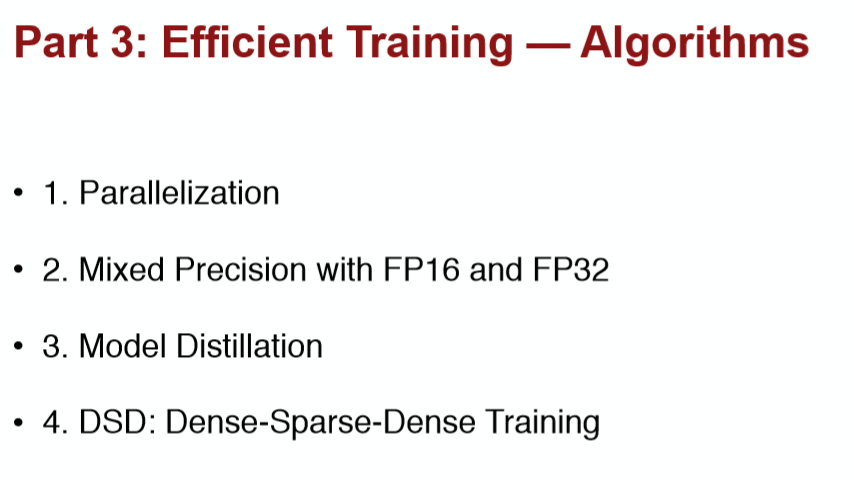 Part 3: Efficient Training — Algorithms
• 1. Parallelization
• 2. Mixed Precision with FP16 and FP32
• 3. Model Distillation
• 4. DSD: Dense-Sparse-Dense Training